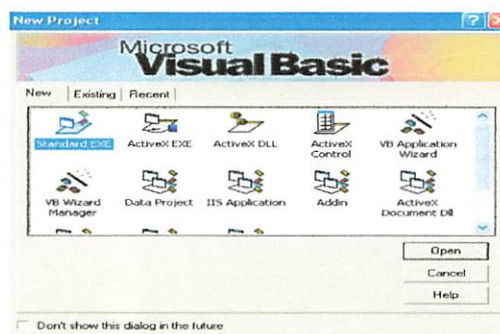 New Project
Microsoft
Visual Basic
New Existing Recent
Standard EXE ActiveX EXE ActiveX DLL ActiveX Control VB Application Wizard
VB Wizard Manager Data Project IIS Application Addin ActiveX Document Dll
Open
Cancel
Help
Don't show this dialog in the future